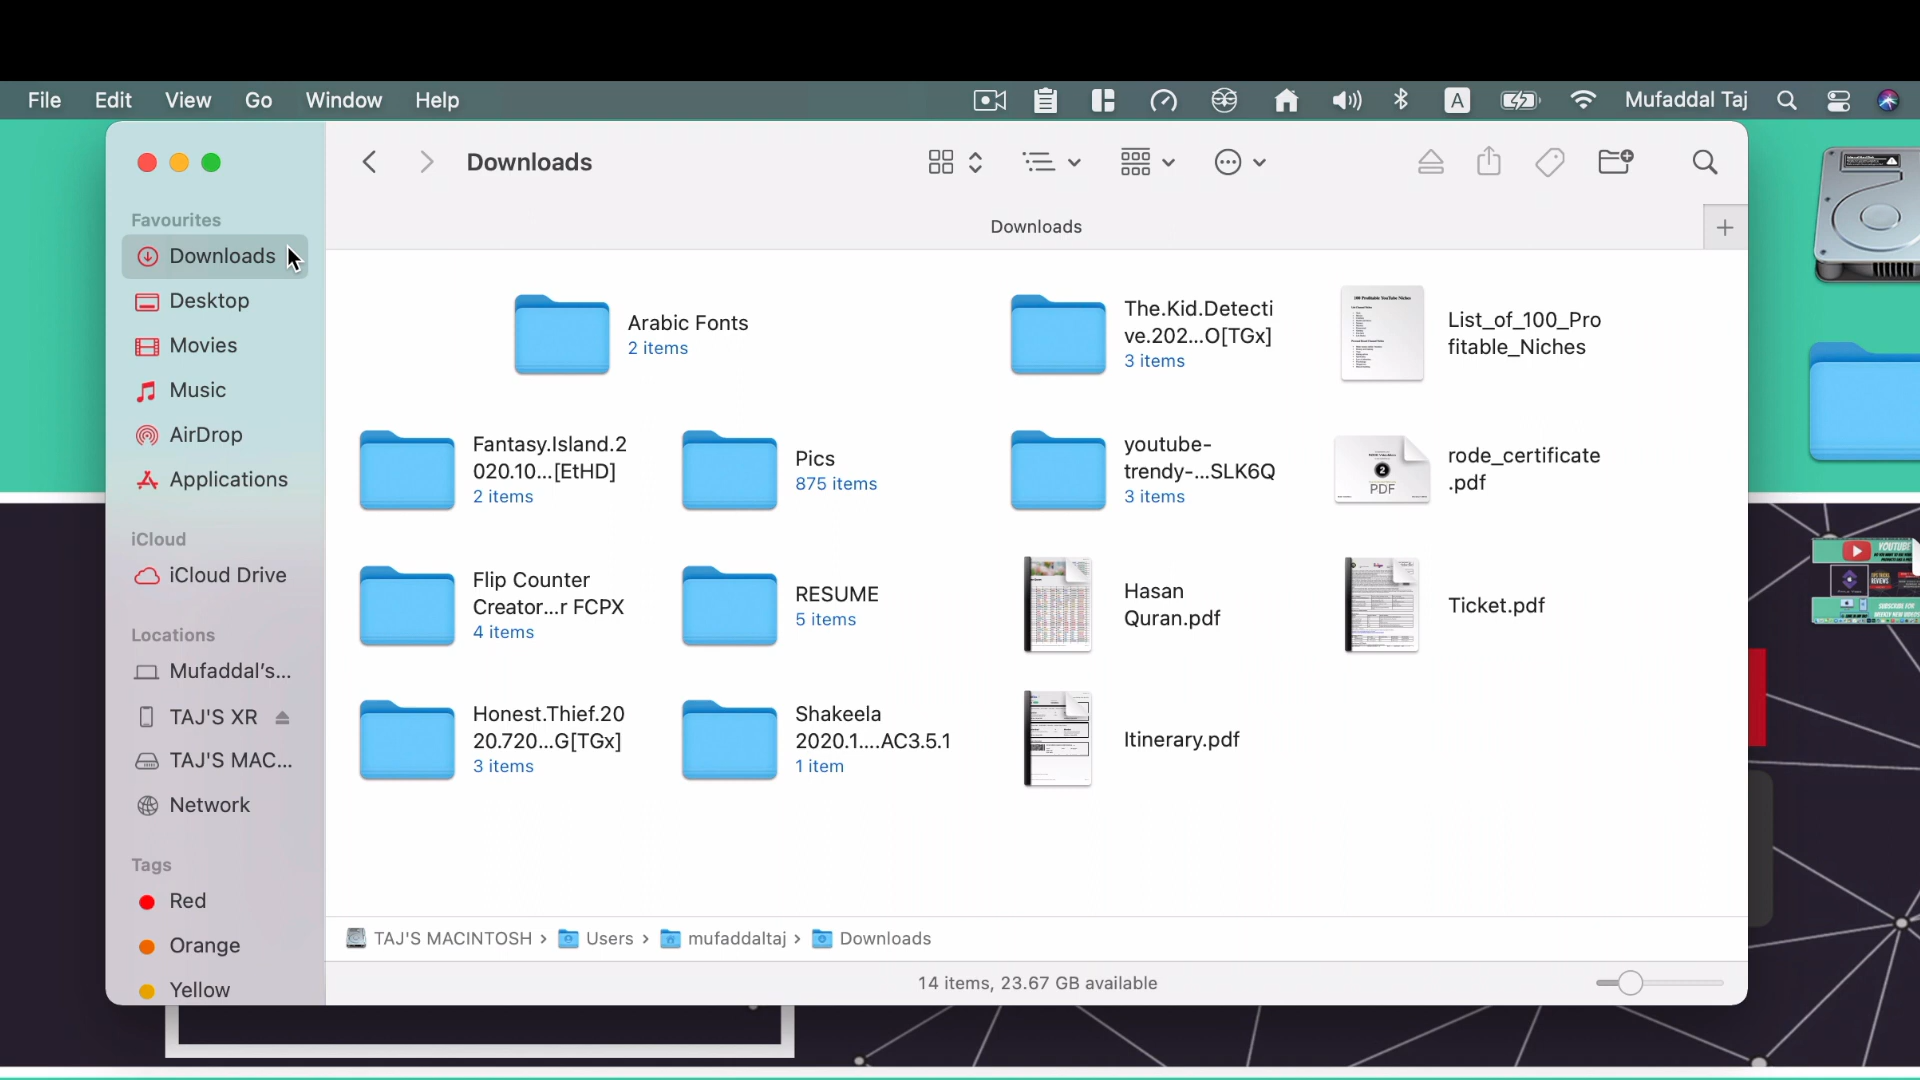 File Edit View Go Window Help A Mufaddal Taj
Downloads
Downloads
Favourites
Downloads
Desktop
Movies
Music
AirDrop
Applications
iCloud
iCloud Drive
Locations
Mufaddal's...
TAJ'S XR
TAJ'S MAC...
Network
Tags
Red
Orange
Yellow
Arabic Fonts
2 items
The.Kid.Detecti
ve.202...O[TGx]
3 items
List_of_100_Pro
fitable_Niches
Fantasy.Island.2
020.10...[EtHD]
2 items
Pics
875 items
youtube-
trendy-...SLK6Q
3 items
2
PDF
rode_certificate
.pdf
Flip Counter
Creator...r FCPX
4 items
RESUME
5 items
Hasan
Quran.pdf
Ticket.pdf
Honest.Thief.20
20.720...G[TGx]
3 items
Shakeela
2020.1....AC3.5.1
1 item
Itinerary.pdf
TAJ'S MACINTOSH › Users › mufaddaltaj › Downloads
14 items, 23.67 GB available
YOUTUBE